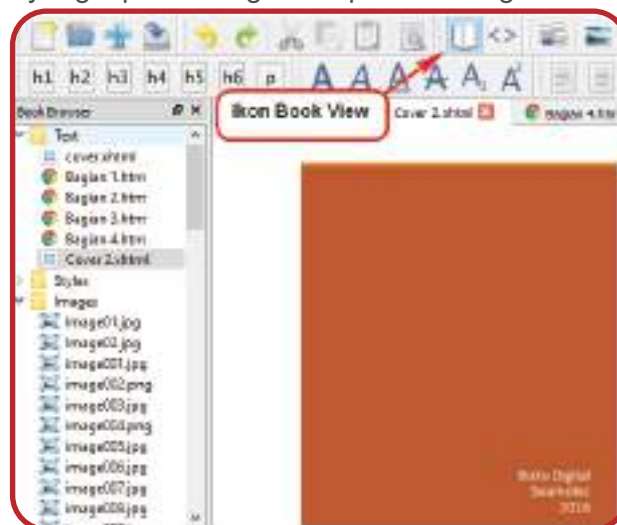 h1 h2 h3 h4 h5 h6 p A A A A A A
Book Browser
Ikon Book View
Cover 2.xhtml
Bagian 4.htm
Text
cover.xhtml
Bagian 1.htm
Bagian 2.htm
Bagian 3.htm
Bagian 4.htm
Cover 2.xhtml
Styles
Images
Image01.jpg
Image02.jpg
image001.jpg
image002.png
image003.jpg
image004.png
image005.jpg
image006.jpg
image007.jpg
image008.jpg
Buku Digital
2016